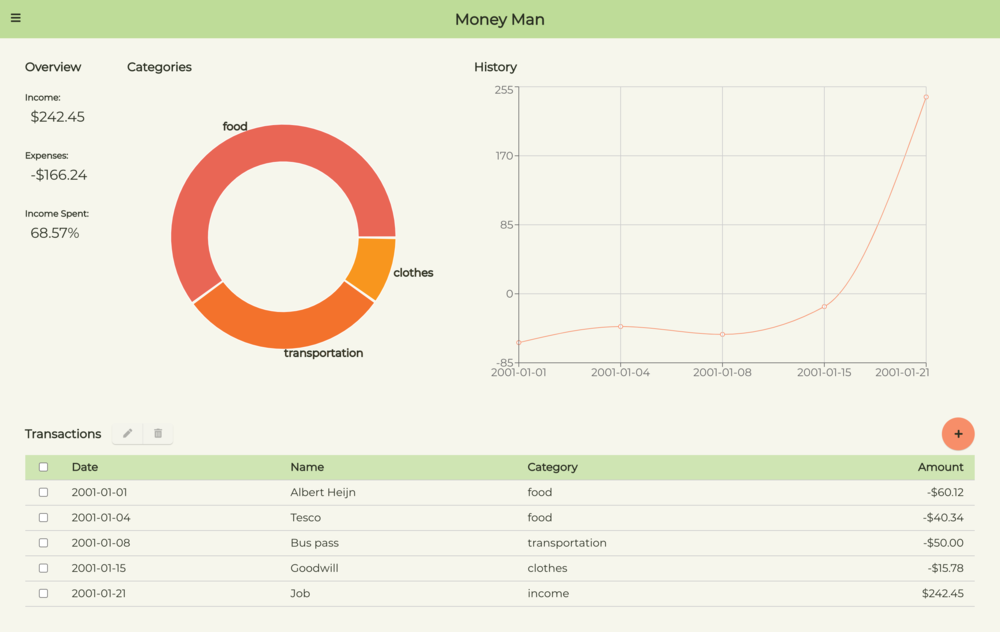 Money Man
Overview
Income:
$242.45
Expenses:
-$166.24
Income Spent:
68.57%
Categories
food
clothes
transportation
History
255
170
85
0
-85
2001-01-01 2001-01-04 2001-01-08 2001-01-15 2001-01-21
Transactions
+
Date Name Category Amount
2001-01-01 Albert Heijn food -$60.12
2001-01-04 Tesco food -$40.34
2001-01-08 Bus pass transportation -$50.00
2001-01-15 Goodwill clothes -$15.78
2001-01-21 Job income $242.45